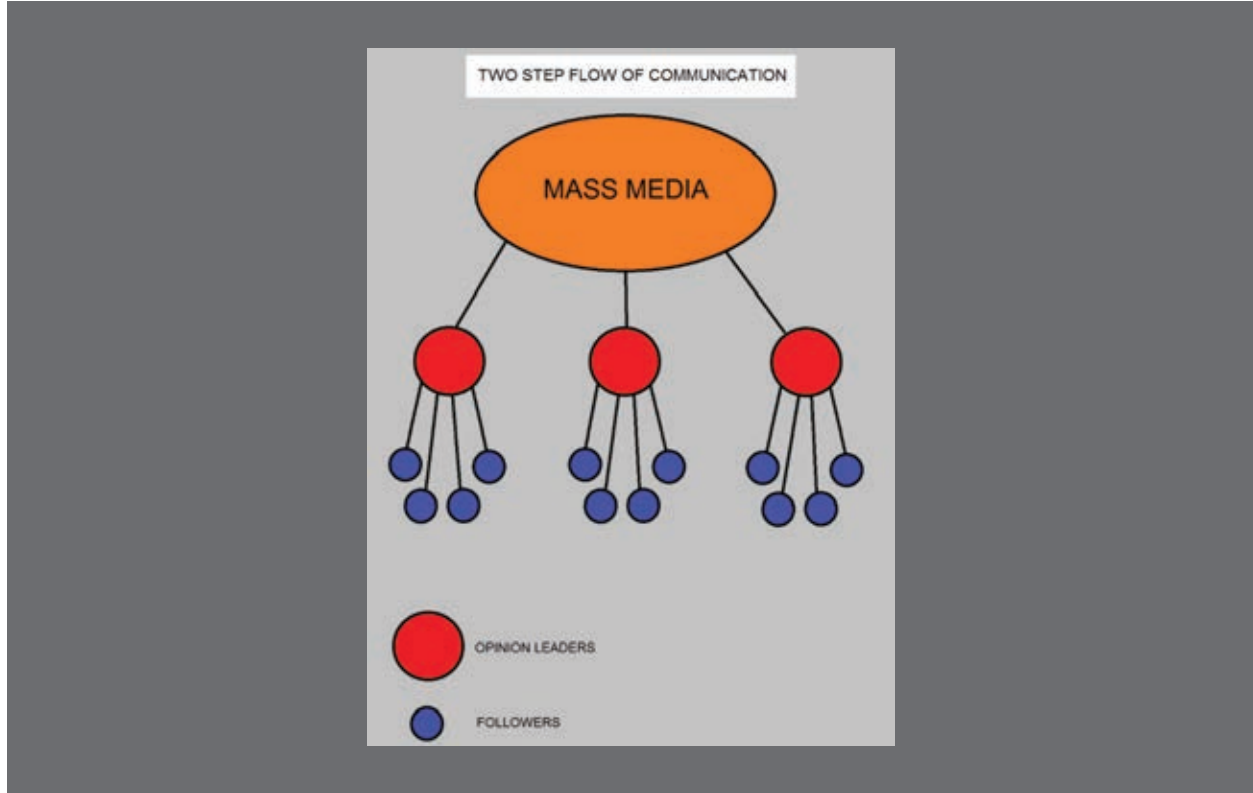 TWO STEP FLOW OF COMMUNICATION
MASS MEDIA
OPINION LEADERS
FOLLOWERS